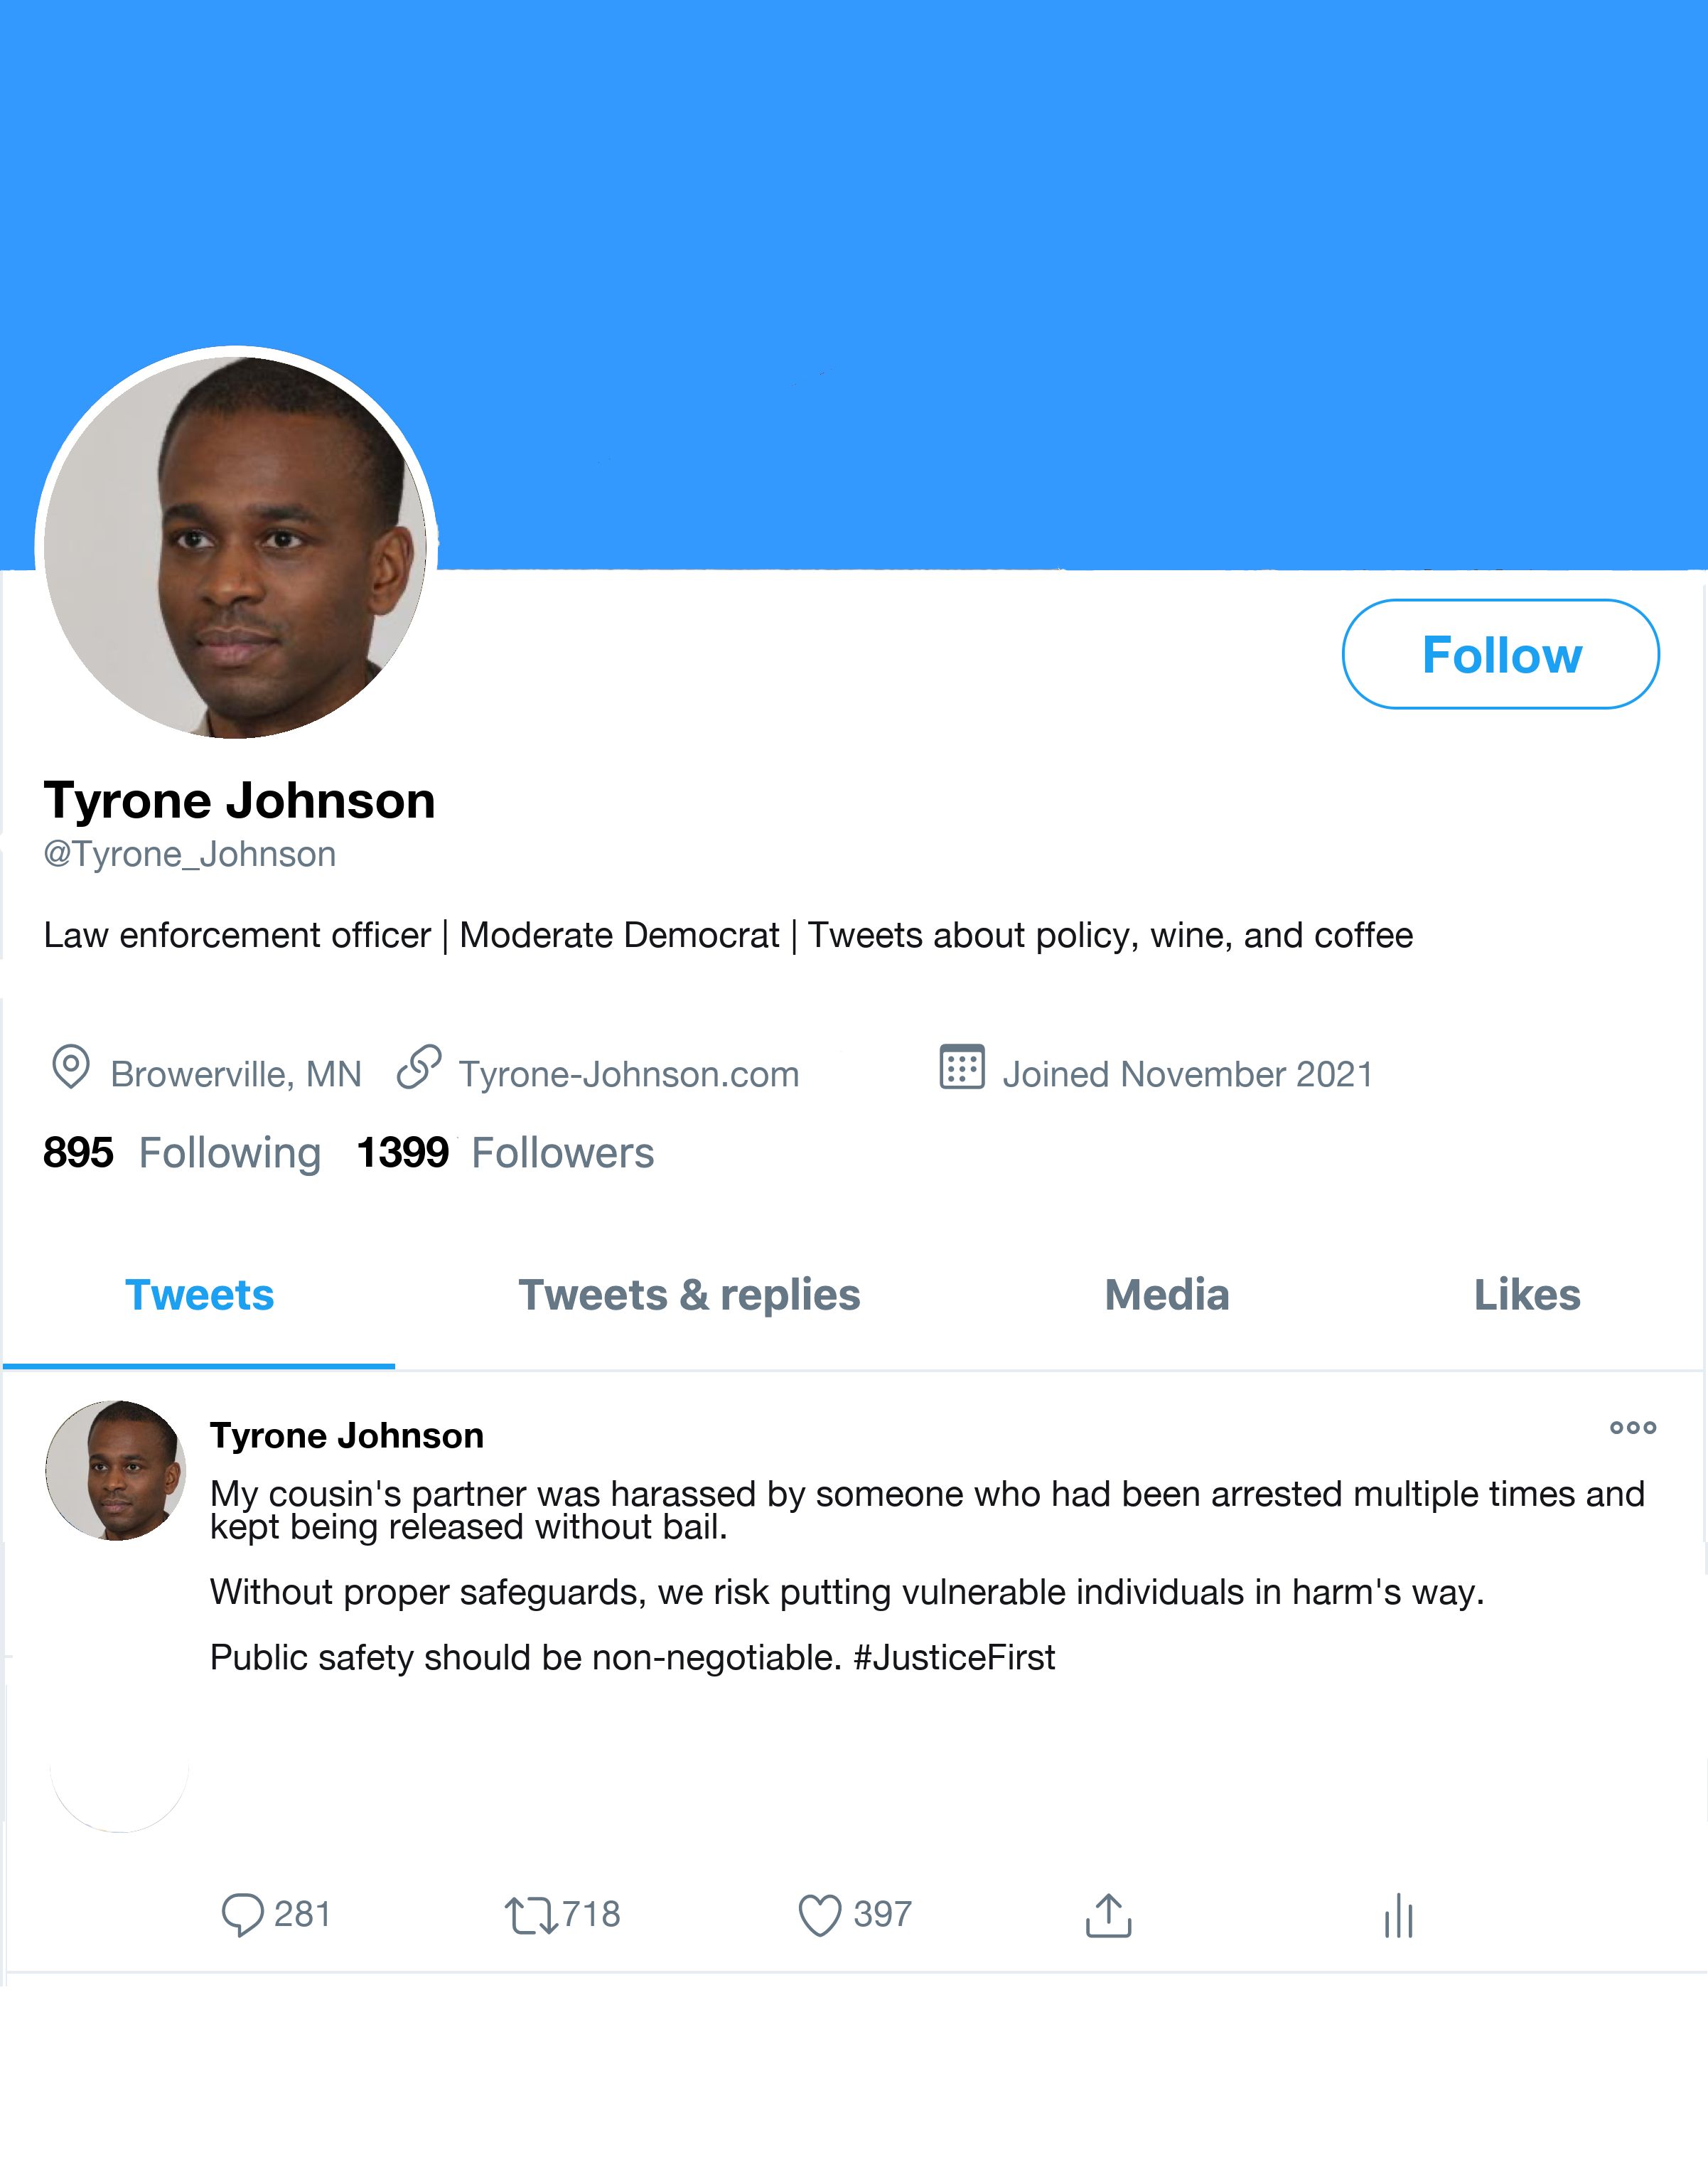 Follow
Tyrone Johnson
@Tyrone_Johnson
Law enforcement officer | Moderate Democrat | Tweets about policy, wine, and coffee
Browerville, MN Tyrone-Johnson.com Joined November 2021
895 Following 1399 Followers
Tweets Tweets & replies Media Likes
Tyrone Johnson
My cousin's partner was harassed by someone who had been arrested multiple times and
kept being released without bail.
Without proper safeguards, we risk putting vulnerable individuals in harm's way.
Public safety should be non-negotiable. #JusticeFirst
281 718 397